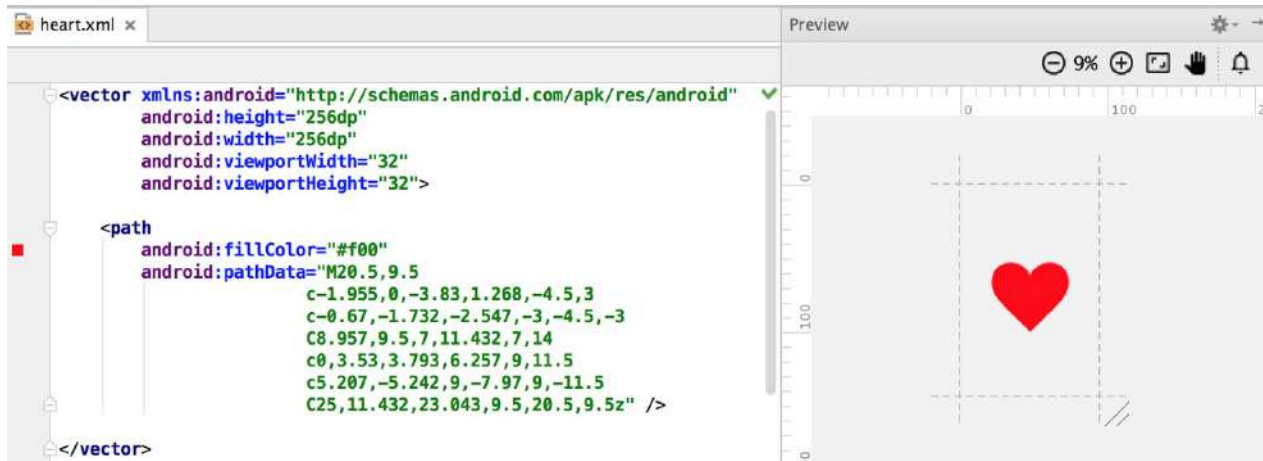 heart.xml
Preview
9%
<vector xmlns:android="http://schemas.android.com/apk/res/android"
android:height="256dp"
android:width="256dp"
android:viewportWidth="32"
android:viewportHeight="32">
<path
android:fillColor="#f00"
android:pathData="M20.5,9.5
c-1.955,0,-3.83,1.268,-4.5,3
c-0.67,-1.732,-2.547,-3,-4.5,-3
C8.957,9.5,7,11.432,7,14
c0,3.53,3.793,6.257,9,11.5
c5.207,-5.242,9,-7.97,9,-11.5
C25,11.432,23.043,9.5,20.5,9.5z" />
</vector>
0
100
0
100